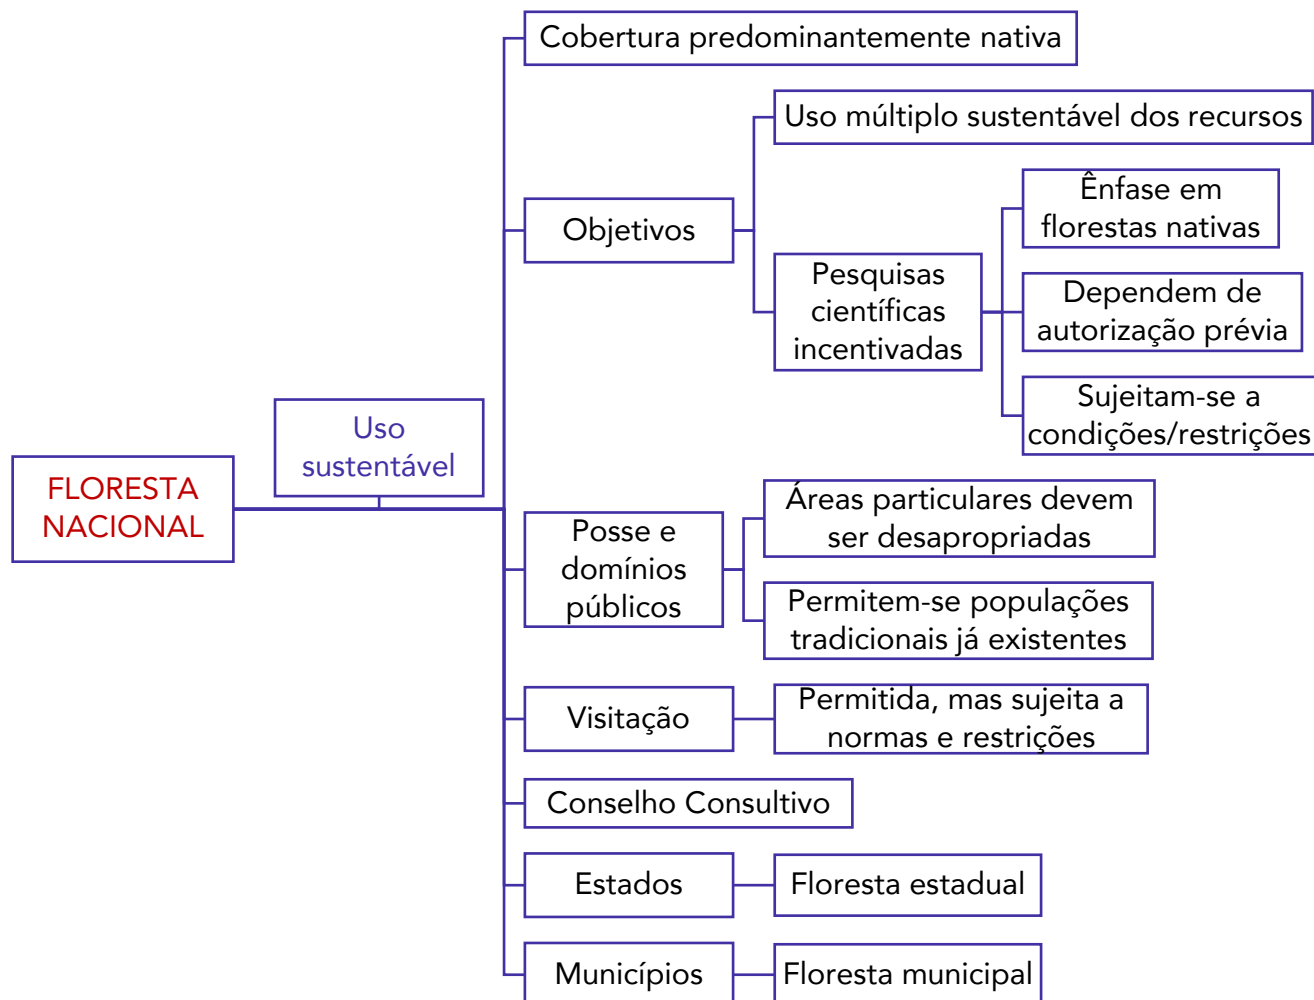 FLORESTA
NACIONAL
Uso
sustentável
Cobertura predominantemente nativa
Objetivos
Uso múltiplo sustentável dos recursos
Pesquisas
científicas
incentivadas
Ênfase em
florestas nativas
Dependem de
autorização prévia
Sujeitam-se a
condições/restrições
Posse e
domínios
públicos
Áreas particulares devem
ser desapropriadas
Permitem-se populações
tradicionais já existentes
Visitação
Permitida, mas sujeita a
normas e restrições
Conselho Consultivo
Estados
Floresta estadual
Municípios
Floresta municipal